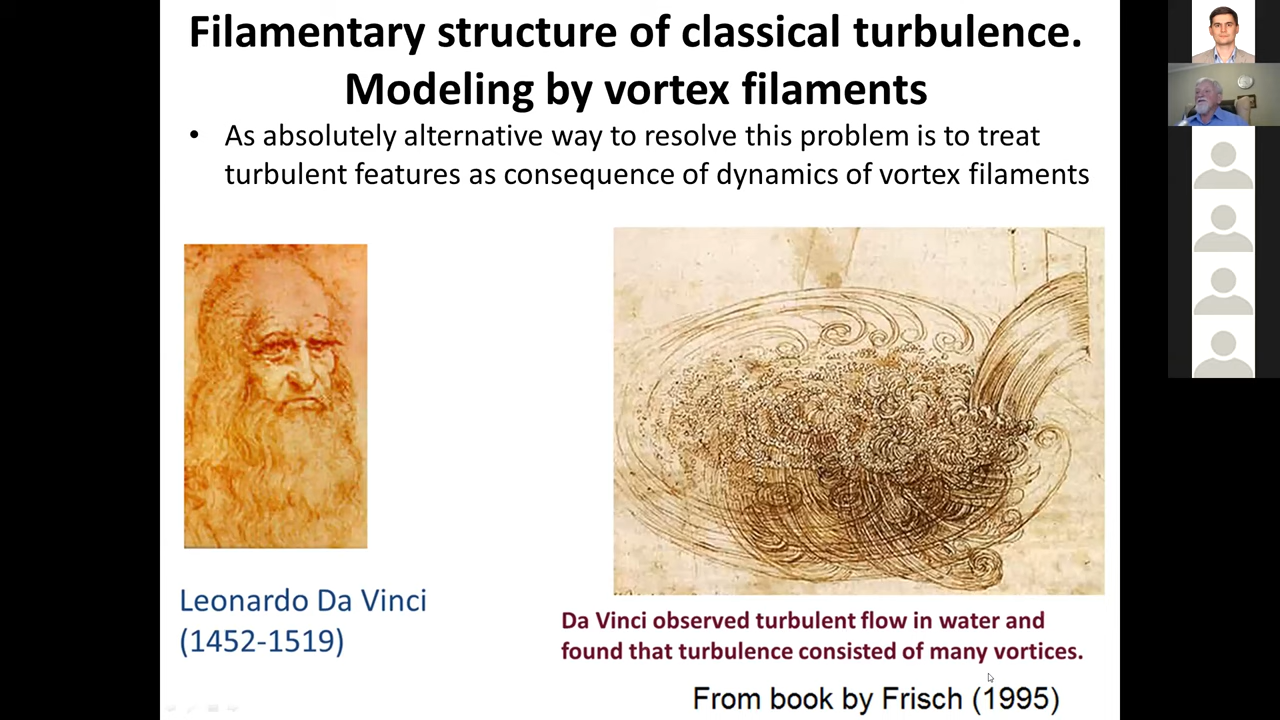 Filamentary structure of classical turbulence.
Modeling by vortex filaments
• As absolutely alternative way to resolve this problem is to treat
turbulent features as consequence of dynamics of vortex filaments
Leonardo Da Vinci
(1452-1519)
Da Vinci observed turbulent flow in water and
found that turbulence consisted of many vortices.
From book by Frisch (1995)